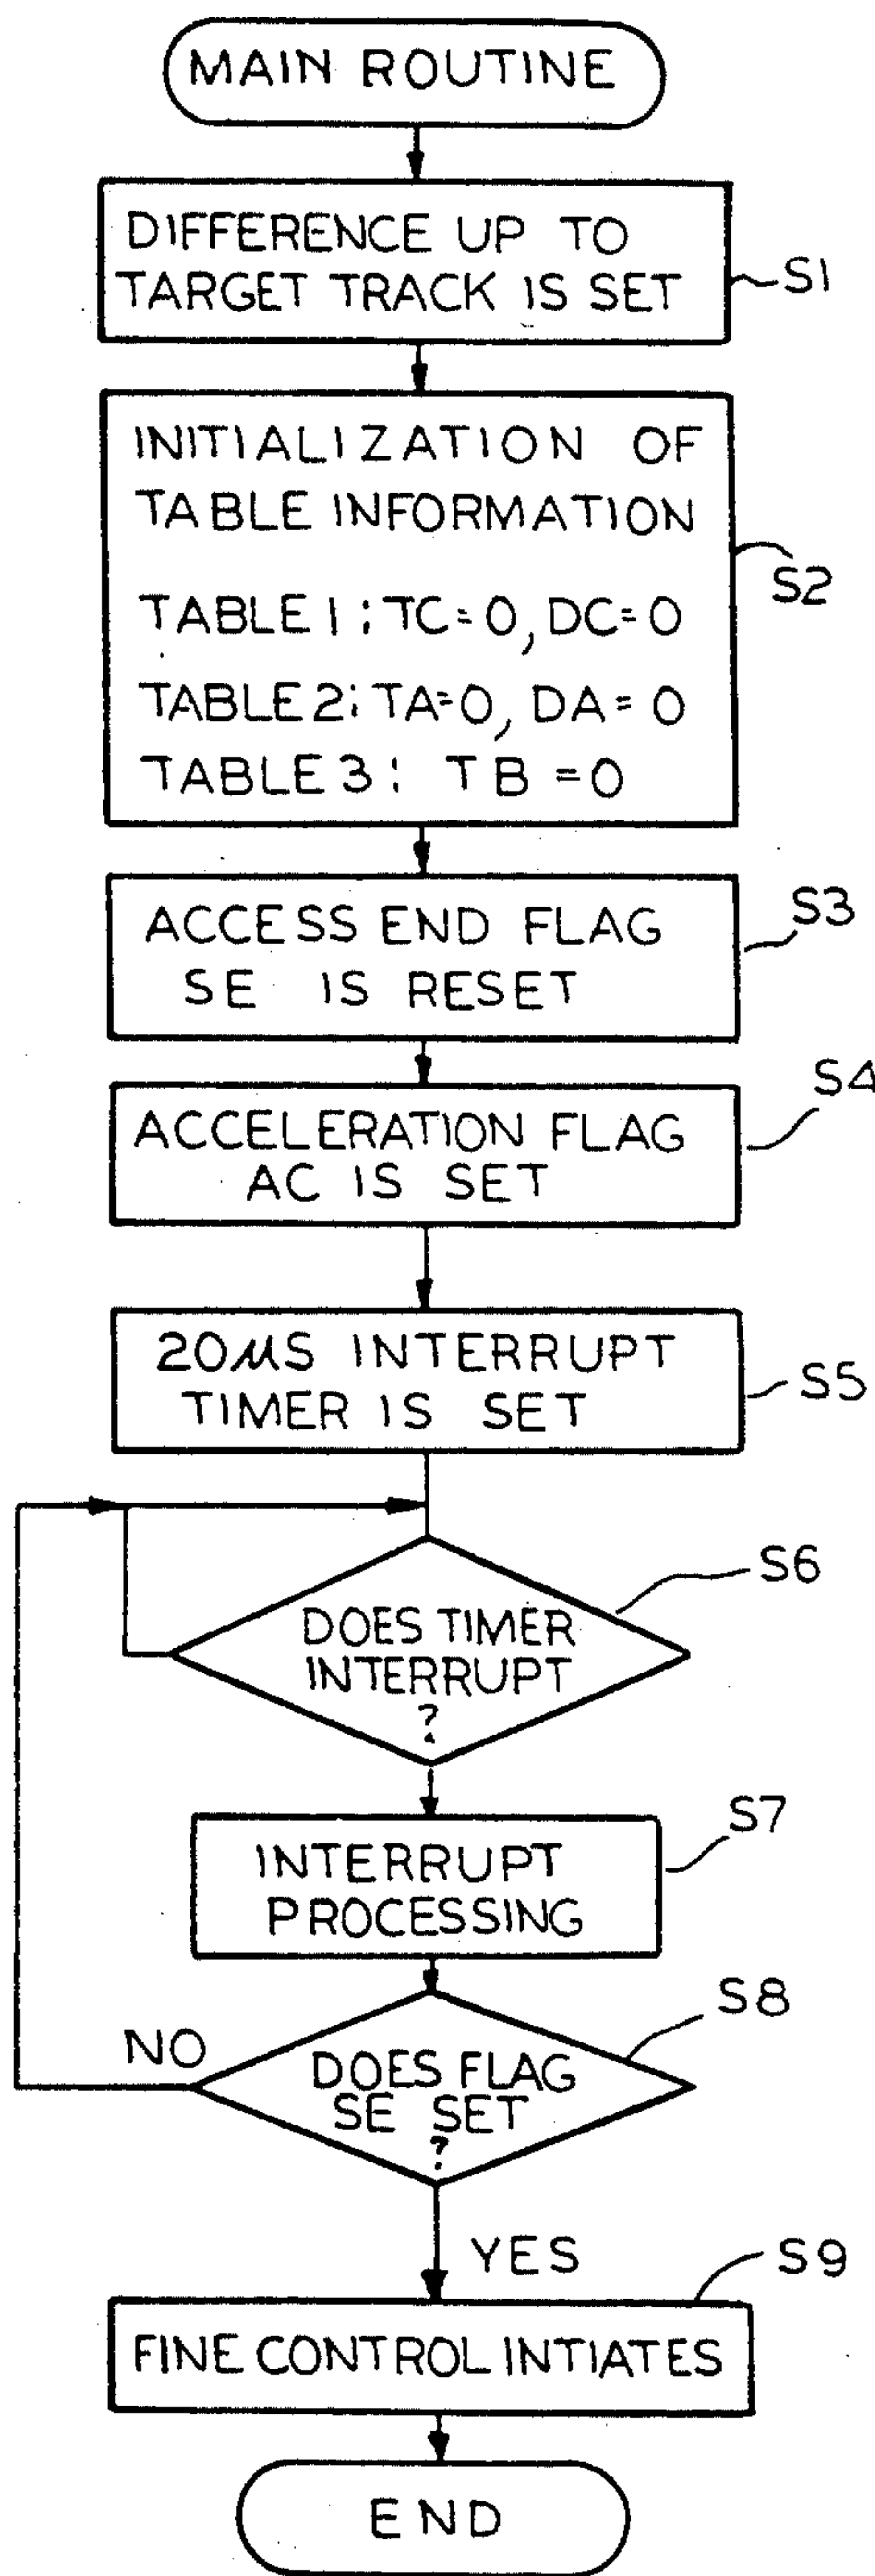 MAIN ROUTINE
DIFFERENCE UP TO
TARGET TRACK IS SET
S1
INITIALIZATION OF
TABLE INFORMATION
TABLE 1; TC=0, DC=0
TABLE 2; TA=0, DA=0
TABLE 3; TB=0
S2
ACCESS END FLAG
SE IS RESET
S3
ACCELERATION FLAG
AC IS SET
S4
20μS INTERRUPT
TIMER IS SET
S5
DOES TIMER
INTERRUPT
?
S6
INTERRUPT
PROCESSING
S7
DOES FLAG
SE SET
?
S8
NO
YES
FINE CONTROL INTIATES
S9
END